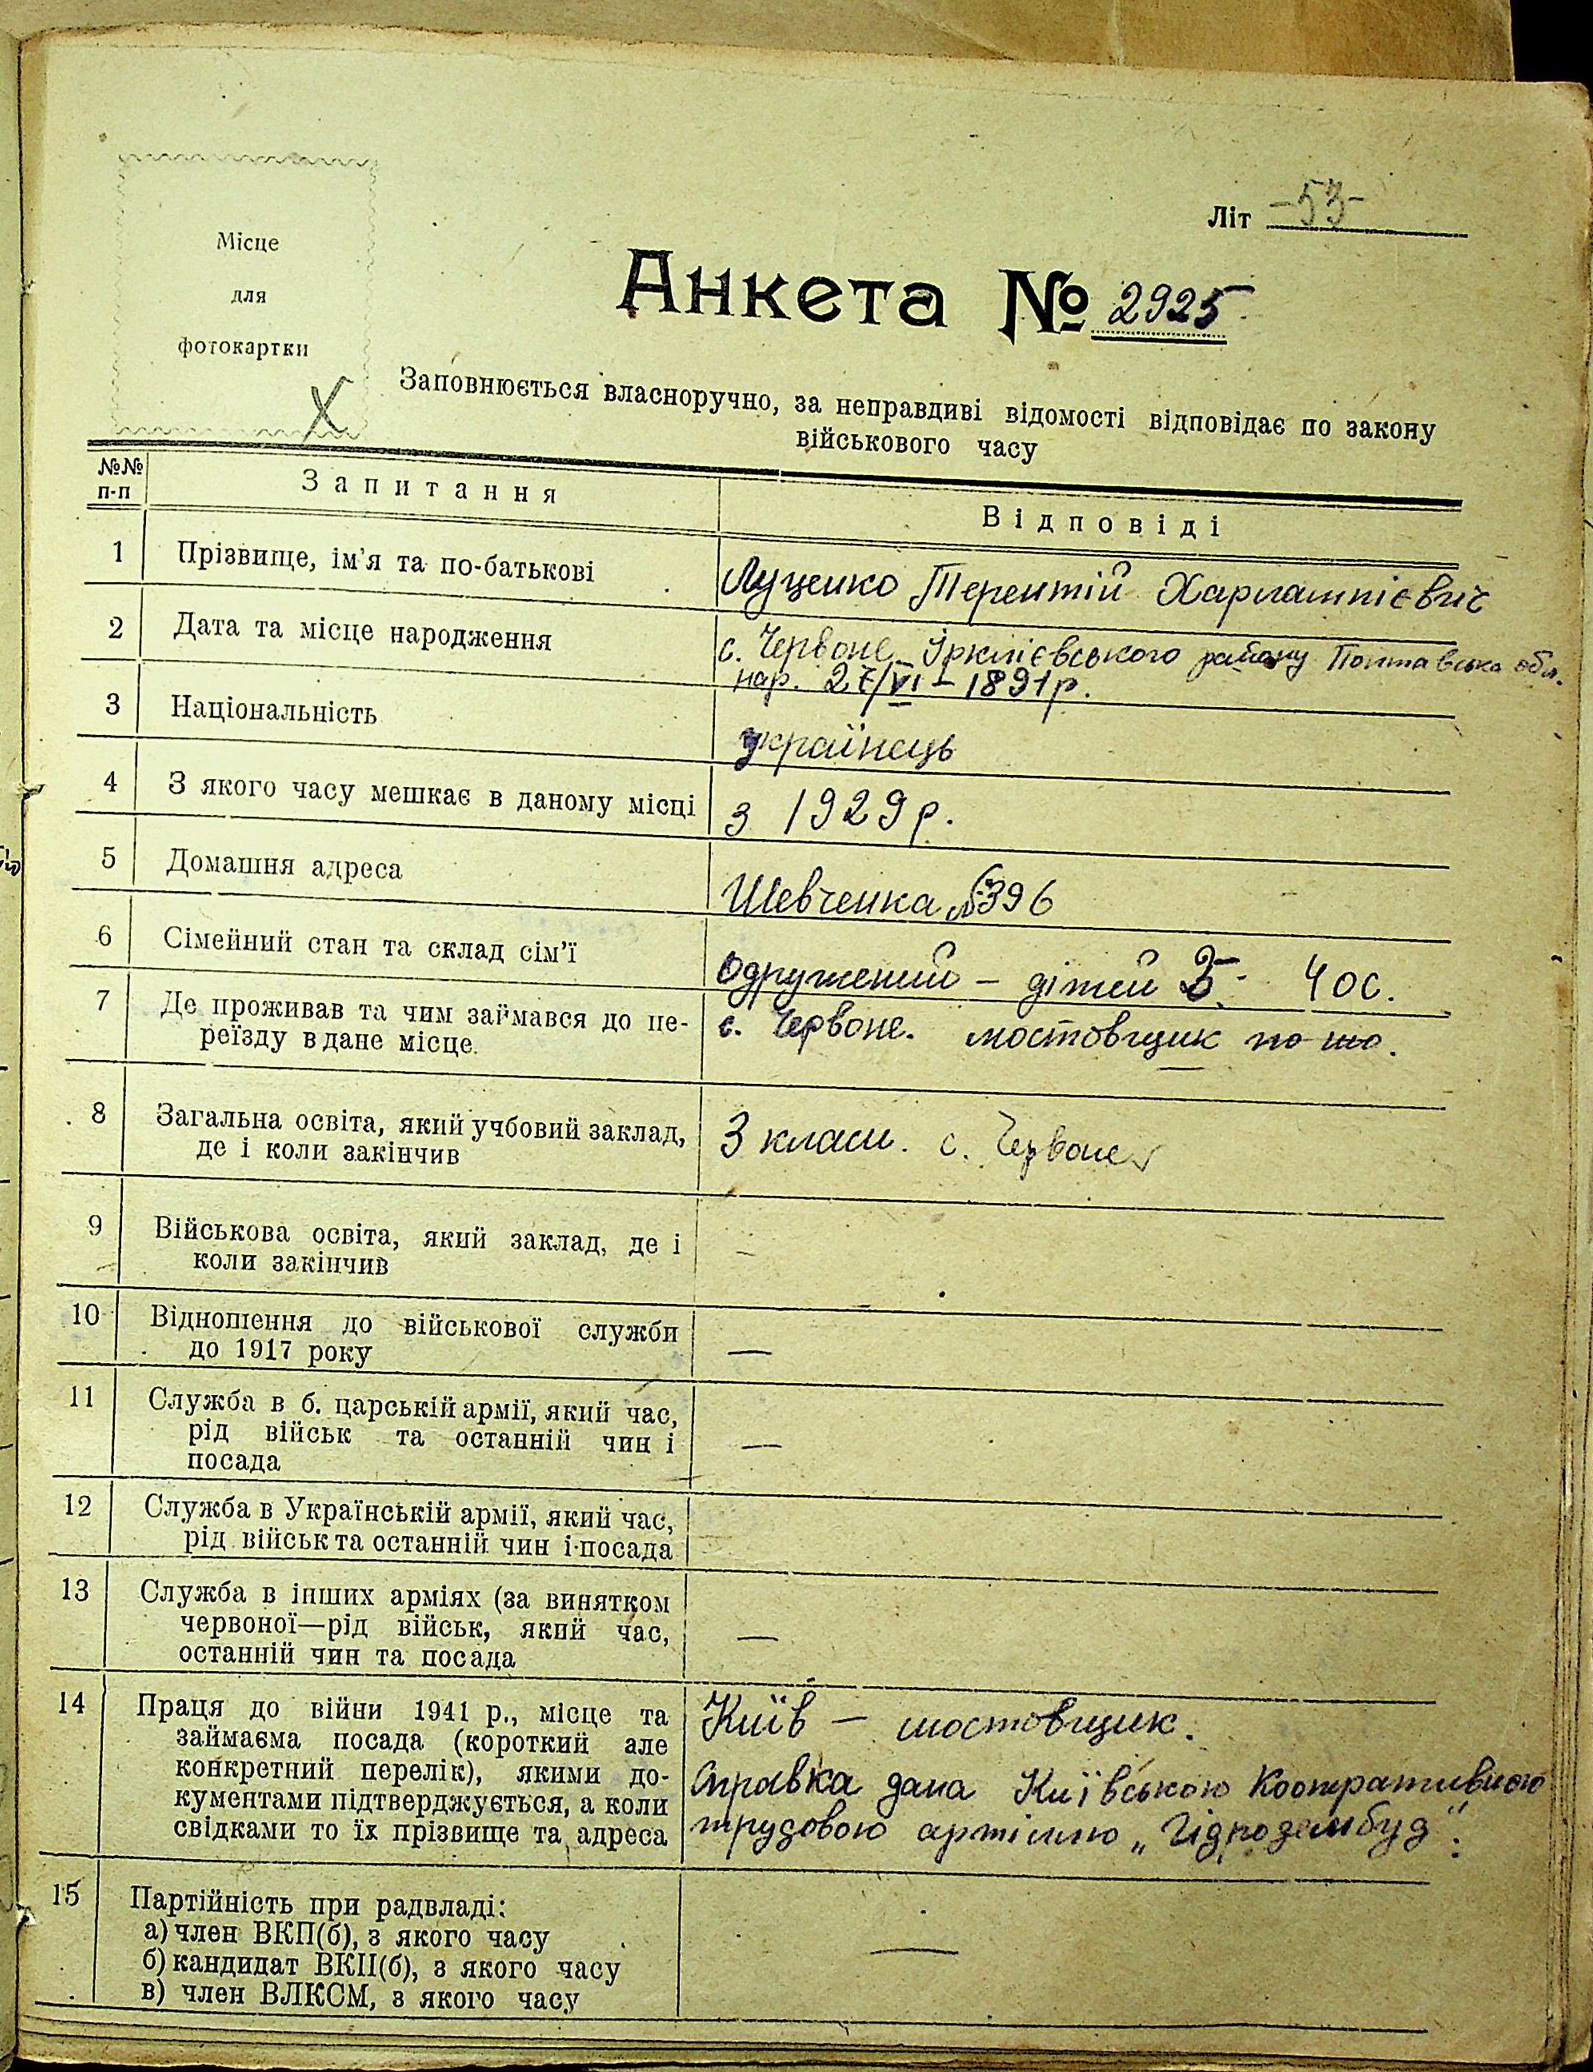 Місце
для
фотокартки
Літ -53-
Анкета № 2925
Заповнюється власноручно, за неправдиві відомості відповідає по закону
військового часу
№№
п-п
Запитання
Відповіді
1 Прізвище, ім'я та по-батькові
Луценко Терентій Харлампієвич
2 Дата та місце народження
с. Червоне Іркліївського району Полтавська обл.
нар. /VI – 1891р.
3 Національність
українець
4 З якого часу мешкає в даному місці
з 1929 р.
5 Домашня адреса
Шевченка №396
6 Сімейний стан та склад сім'ї
Одружений – дітей 4 ос.
7 Де проживав та чим займався до пе-
реїзду в дане місце
с. Червоне. мостовщик
8 Загальна освіта, який учбовий заклад,
де і коли закінчив
3 класи. с. Червоне
9 Військова освіта, який заклад, де і
коли закінчив
–
10 Відношення до військової служби
до 1917 року
—
11 Служба в б. царській армії, який час,
рід військ та останній чин і
посада
—
12 Служба в Українській армії, який час,
рід військ та останній чин і посада
13 Служба в інших арміях (за винятком
червоної—рід військ, який час,
останній чин та посада
—
14 Праця до війни 1941 р., місце та
займаєма посада (короткий але
конкретний перелік), якими до-
кументами підтверджується, а коли
свідками то їх прізвище та адреса
Київ – мостовщик.
Справка дана Київською Кооперативною
трудовою артіллю „Гідрозембуд".
15 Партійність при радвладі:
а) член ВКП(б), з якого часу
б) кандидат ВКП(б), з якого часу
в) член ВЛКСМ, з якого часу
—